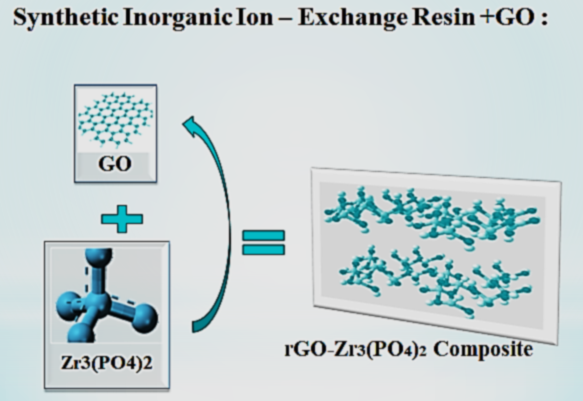 Synthetic Inorganic Ion – Exchange Resin +GO :
GO
Zr3(PO4)2
rGO-Zr3(PO4)2 Composite